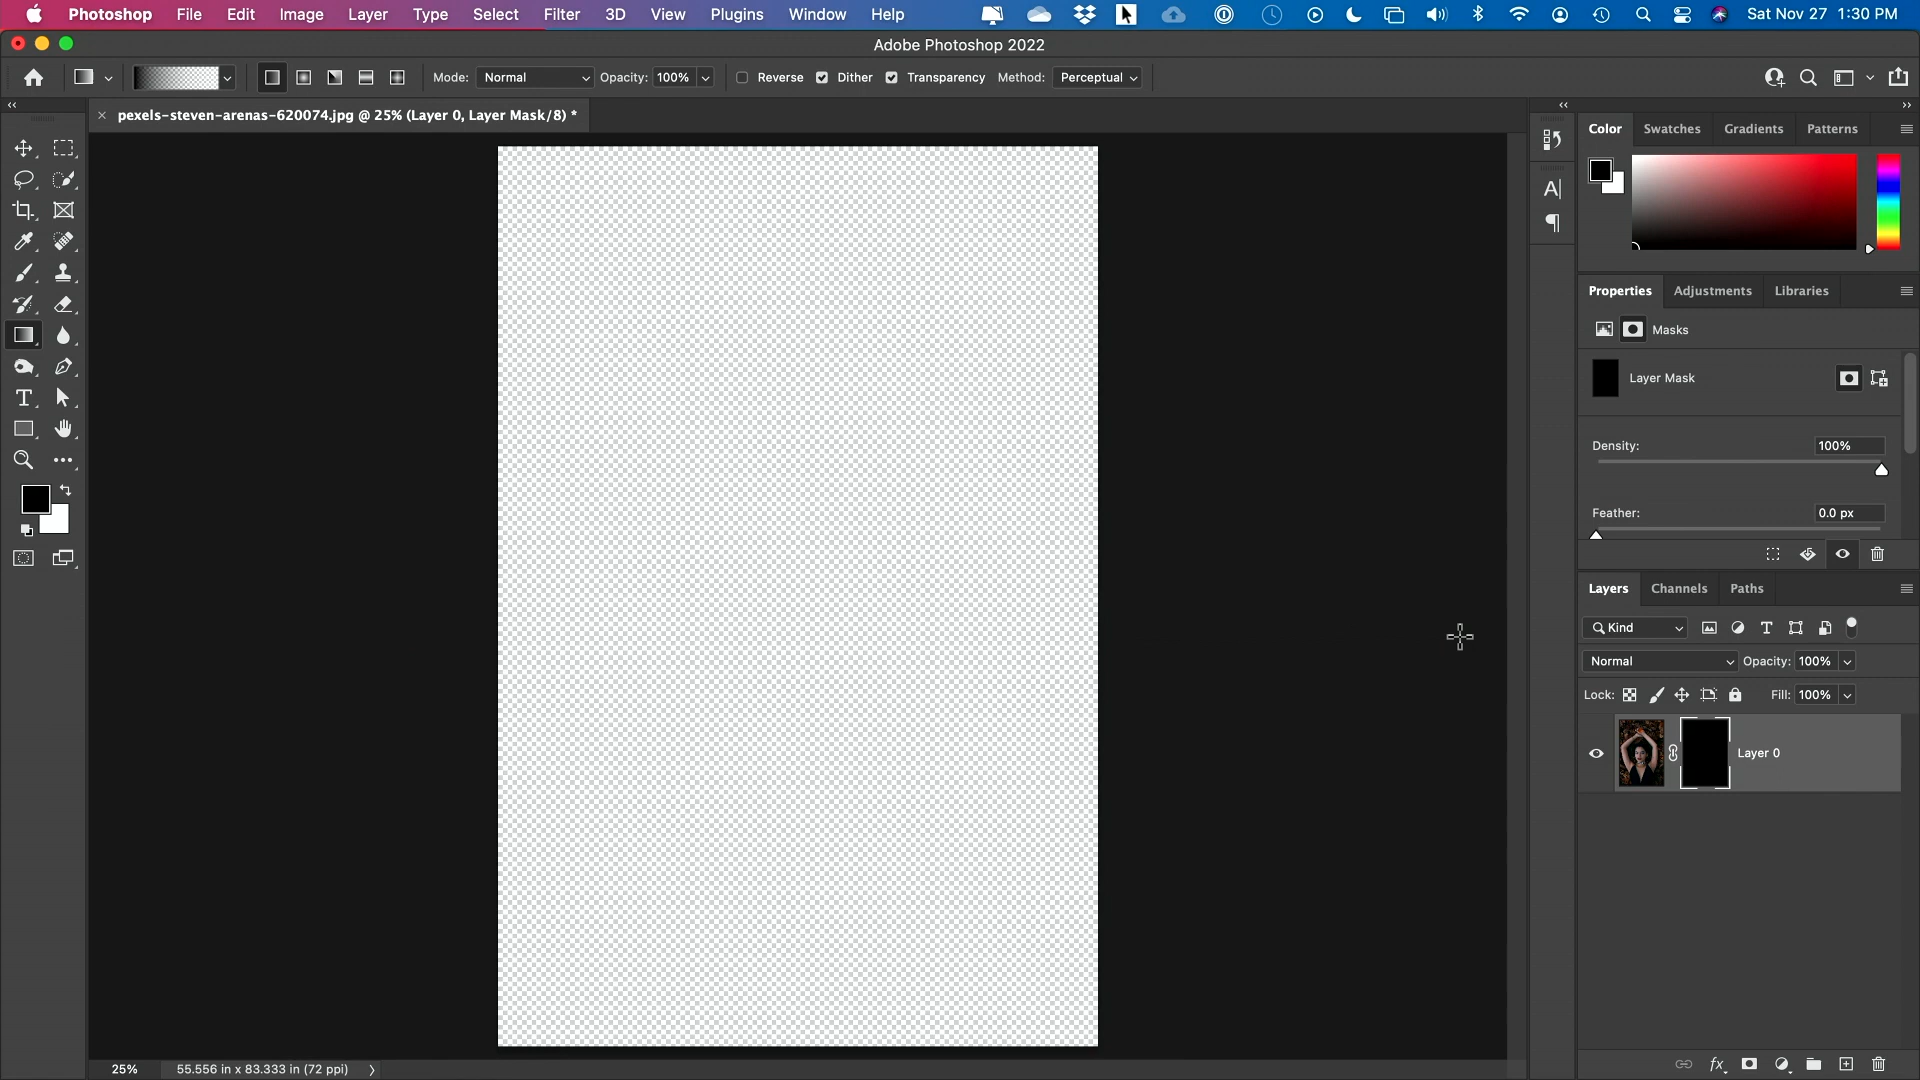 Photoshop File Edit Image Layer Type Select Filter 3D View Plugins Window Help Sat Nov 27 1:30 PM
Adobe Photoshop 2022
Mode: Normal Opacity: 100% Reverse Dither Transparency Method: Perceptual
pexels-steven-arenas-620074.jpg @ 25% (Layer 0, Layer Mask/8) *
Color Swatches Gradients Patterns
Properties Adjustments Libraries
Masks
Layer Mask
Density: 100%
Feather: 0.0 px
Layers Channels Paths
Kind
Normal Opacity: 100%
Lock: Fill: 100%
Layer 0
25% 55.556 in x 83.333 in (72 ppi)